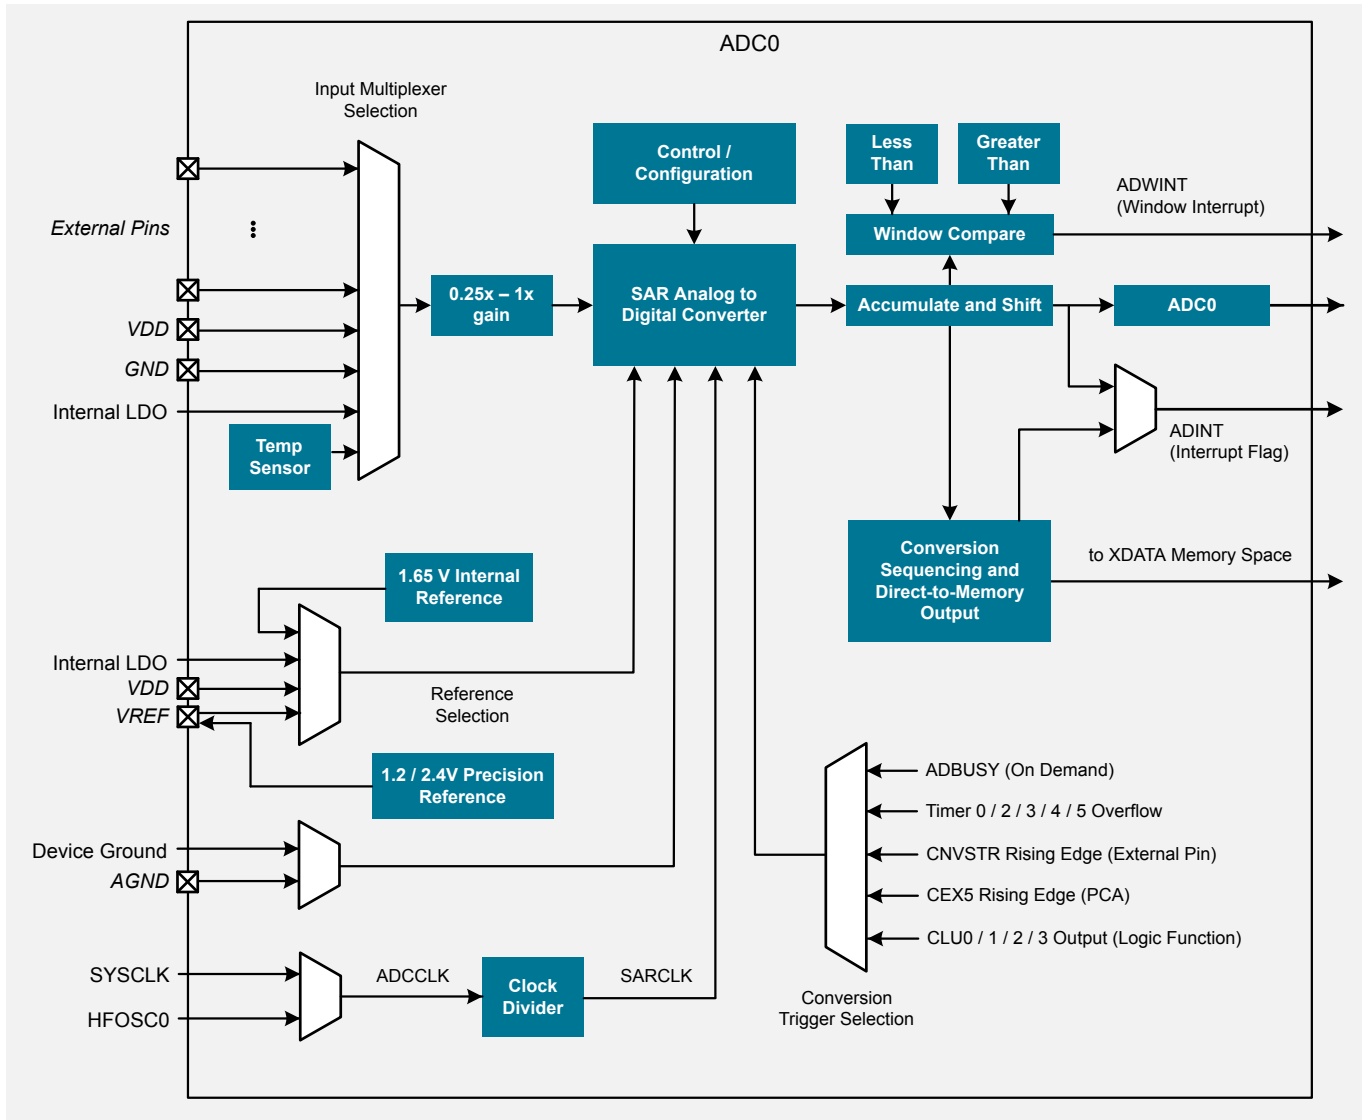 ADC0
Input Multiplexer
Selection
External Pins
VDD
GND
Internal LDO
Temp
Sensor
0.25x – 1x
gain
Control /
Configuration
SAR Analog to
Digital Converter
Less
Than
Greater
Than
Window Compare
ADWINT
(Window Interrupt)
Accumulate and Shift
ADC0
ADINT
(Interrupt Flag)
Conversion
Sequencing and
Direct-to-Memory
Output
to XDATA Memory Space
1.65 V Internal
Reference
Internal LDO
VDD
VREF
Reference
Selection
1.2 / 2.4V Precision
Reference
Device Ground
AGND
SYSCLK
HFOSC0
ADCCLK
Clock
Divider
SARCLK
ADBUSY (On Demand)
Timer 0 / 2 / 3 / 4 / 5 Overflow
CNVSTR Rising Edge (External Pin)
CEX5 Rising Edge (PCA)
CLU0 / 1 / 2 / 3 Output (Logic Function)
Conversion
Trigger Selection